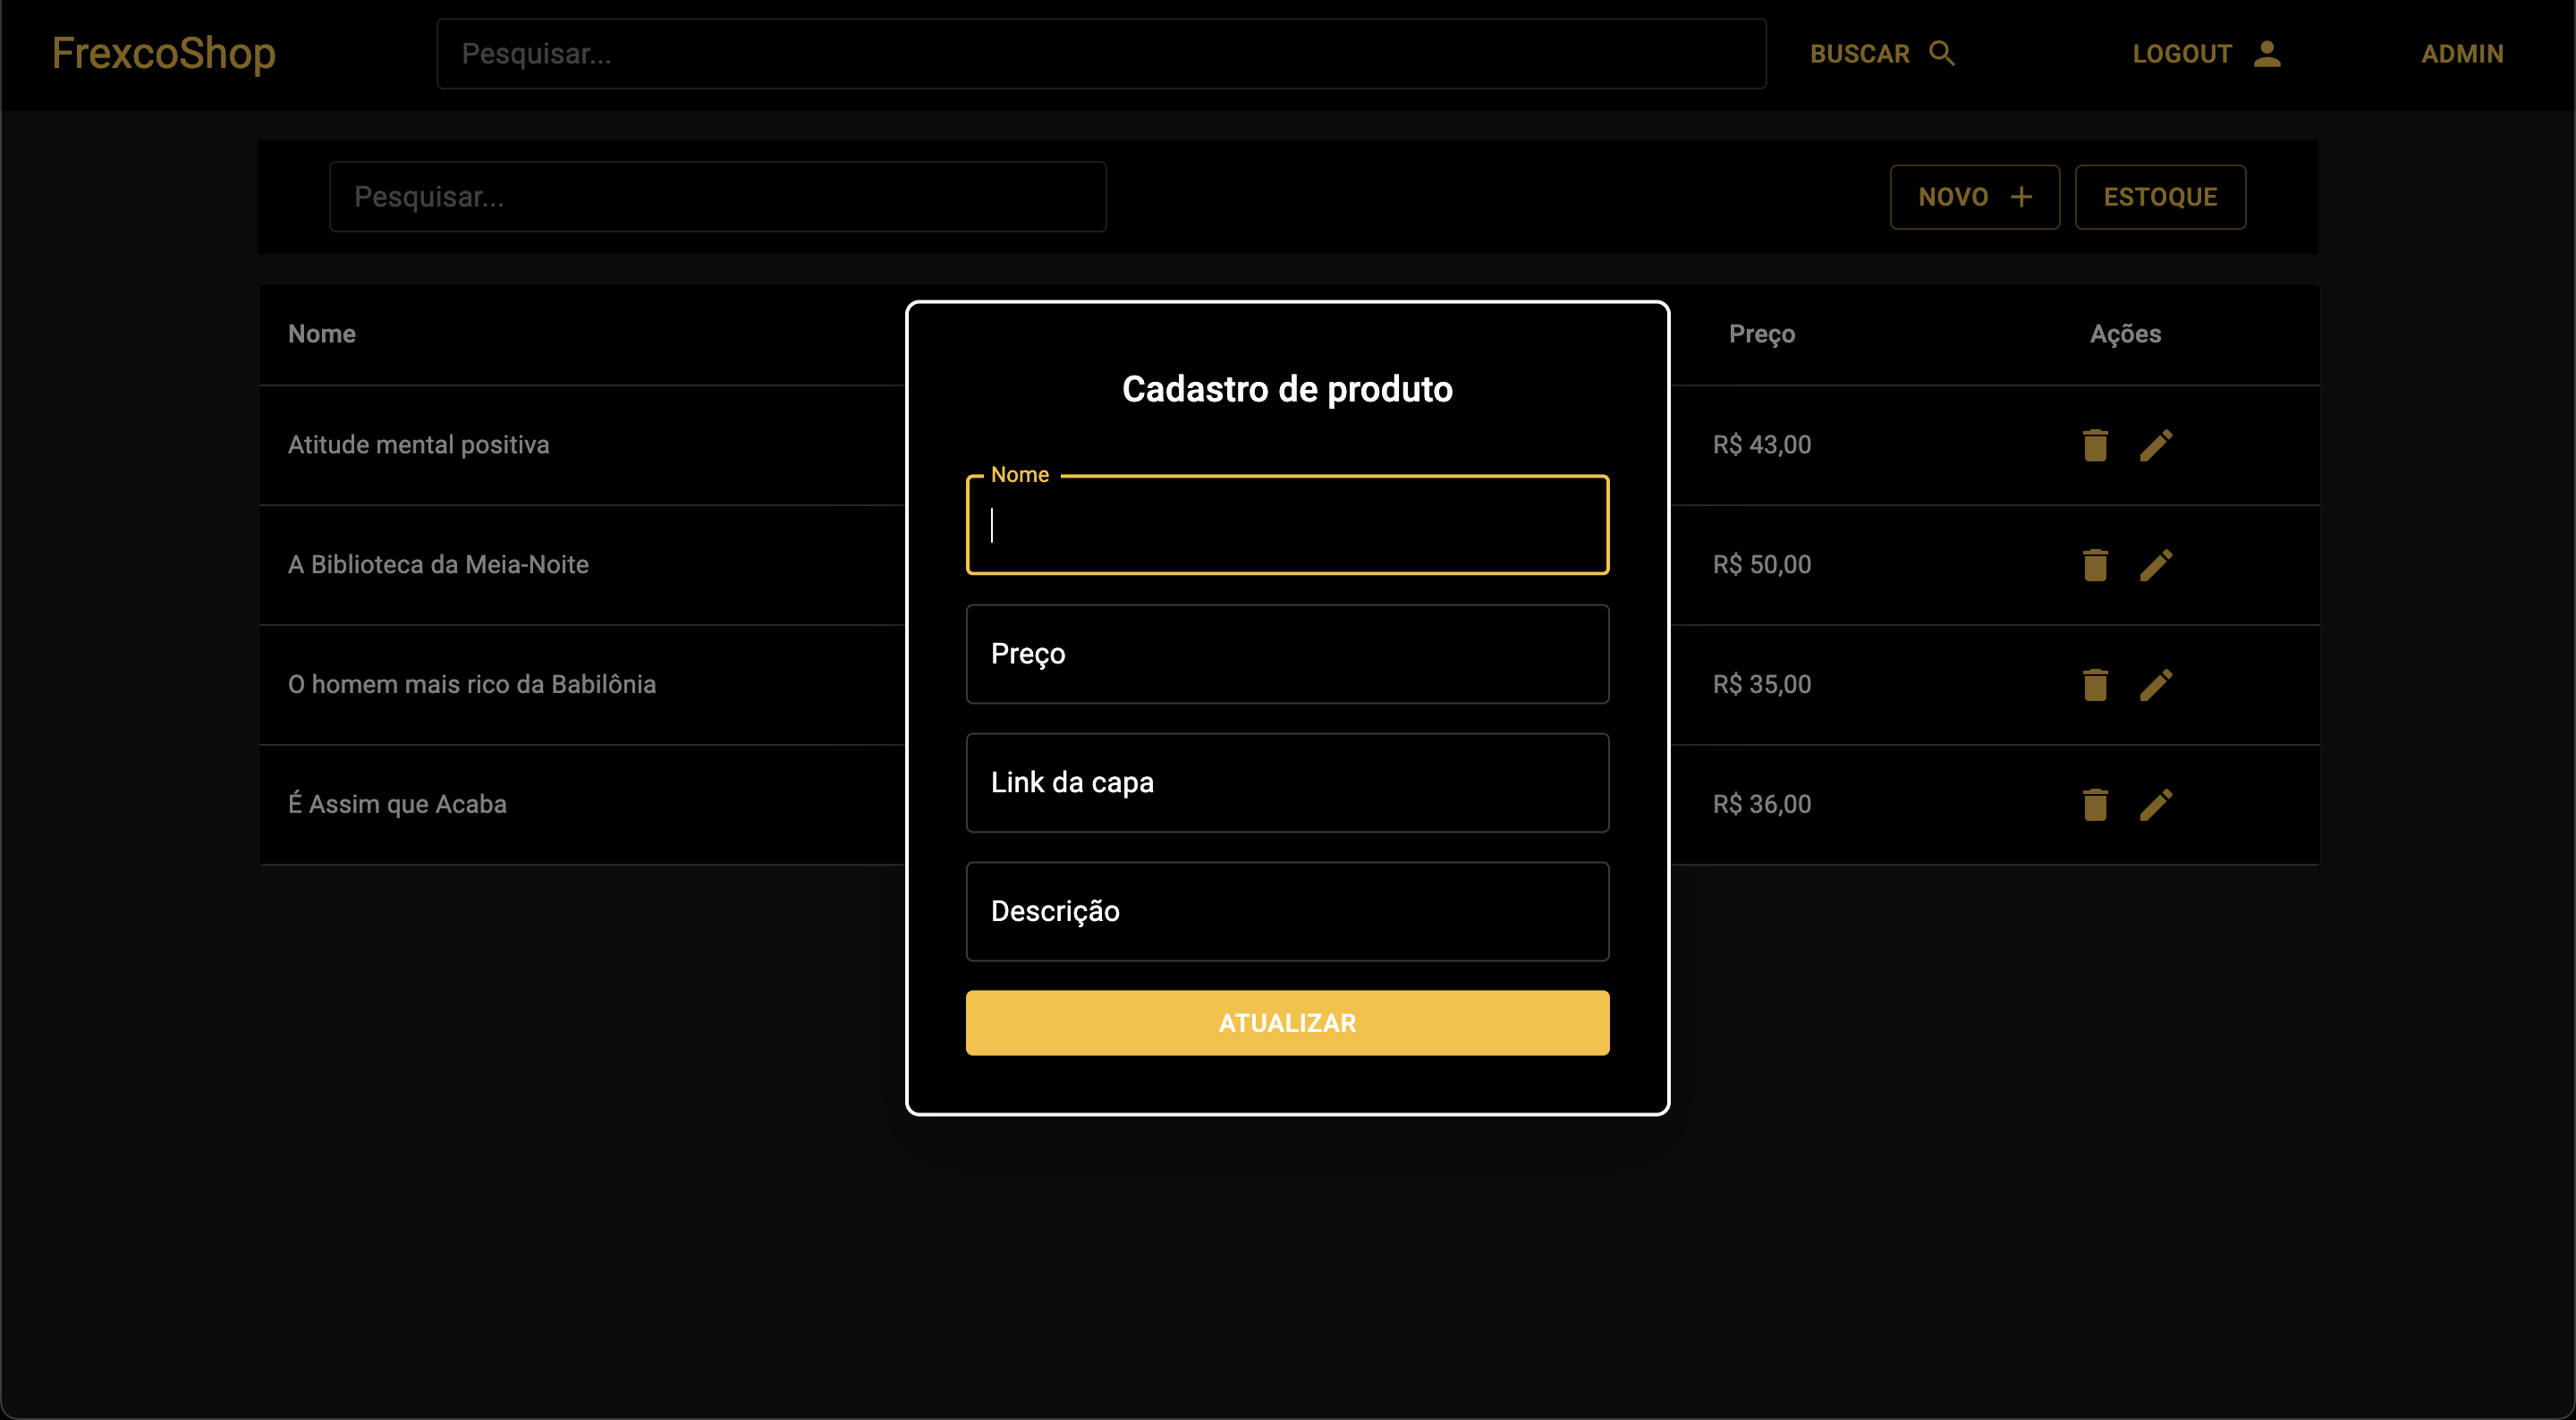 FrexcoShop
Pesquisar...
BUSCAR
LOGOUT
ADMIN
Pesquisar...
NOVO
ESTOQUE
Nome
Preço
Ações
Atitude mental positiva
R$ 43,00
A Biblioteca da Meia-Noite
R$ 50,00
O homem mais rico da Babilônia
R$ 35,00
É Assim que Acaba
R$ 36,00
Cadastro de produto
Nome
Preço
Link da capa
Descrição
ATUALIZAR